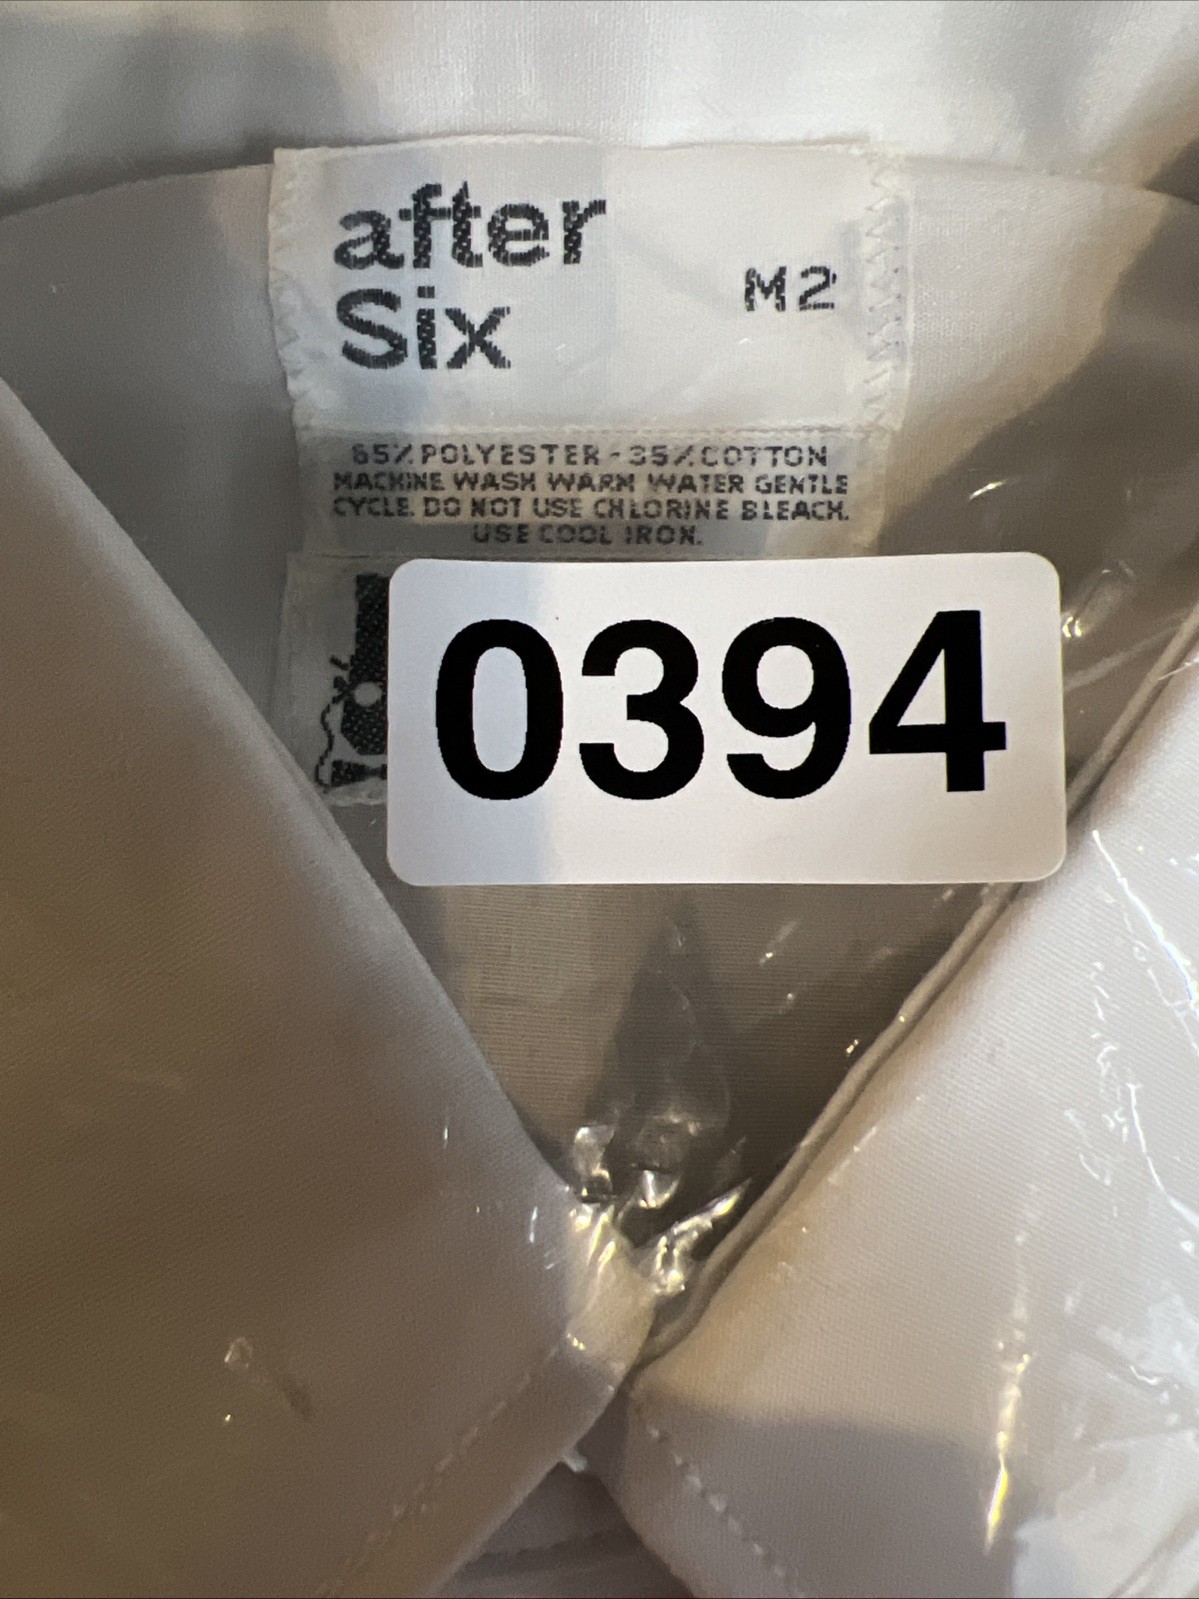 after
Six
M2
65% POLYESTER - 35% COTTON
MACHINE WASH WARM WATER GENTLE
CYCLE. DO NOT USE CHLORINE BLEACH.
USE COOL IRON.
0394